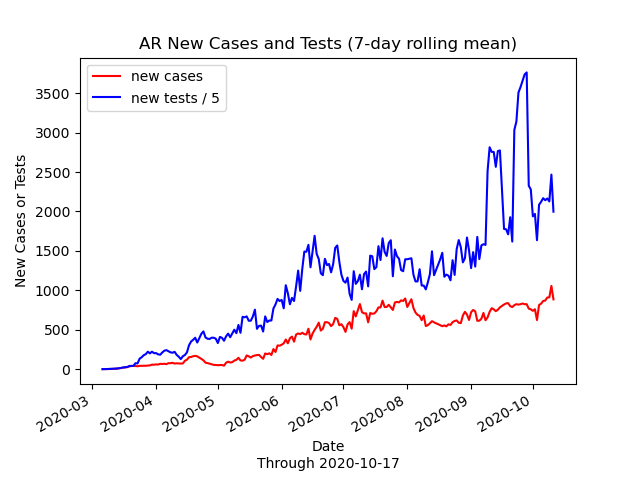 AR New Cases and Tests (7-day rolling mean)
new cases
new tests / 5
New Cases or Tests
3500
3000
2500
2000
1500
1000
500
0
2020-03
2020-04
2020-05
2020-06
2020-07
2020-08
2020-09
2020-10
Date
Through 2020-10-17